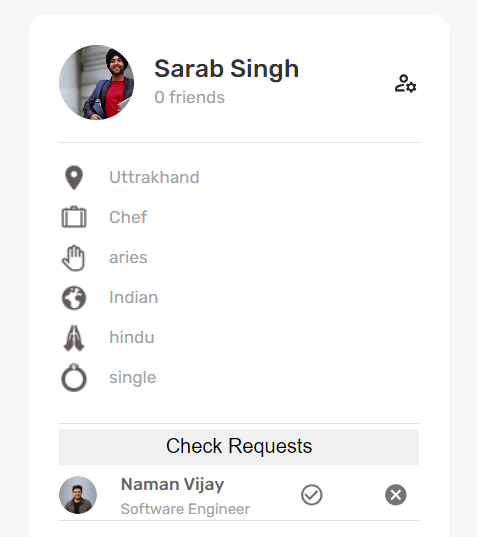 Sarab Singh
0 friends
Uttrakhand
Chef
aries
Indian
hindu
single
Check Requests
Naman Vijay
Software Engineer